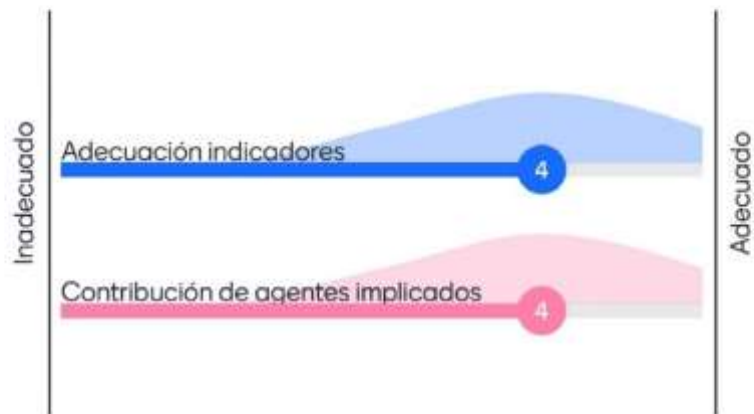 Inadecuado
Adecuación indicadores
4
Contribución de agentes implicados
4
Adecuado